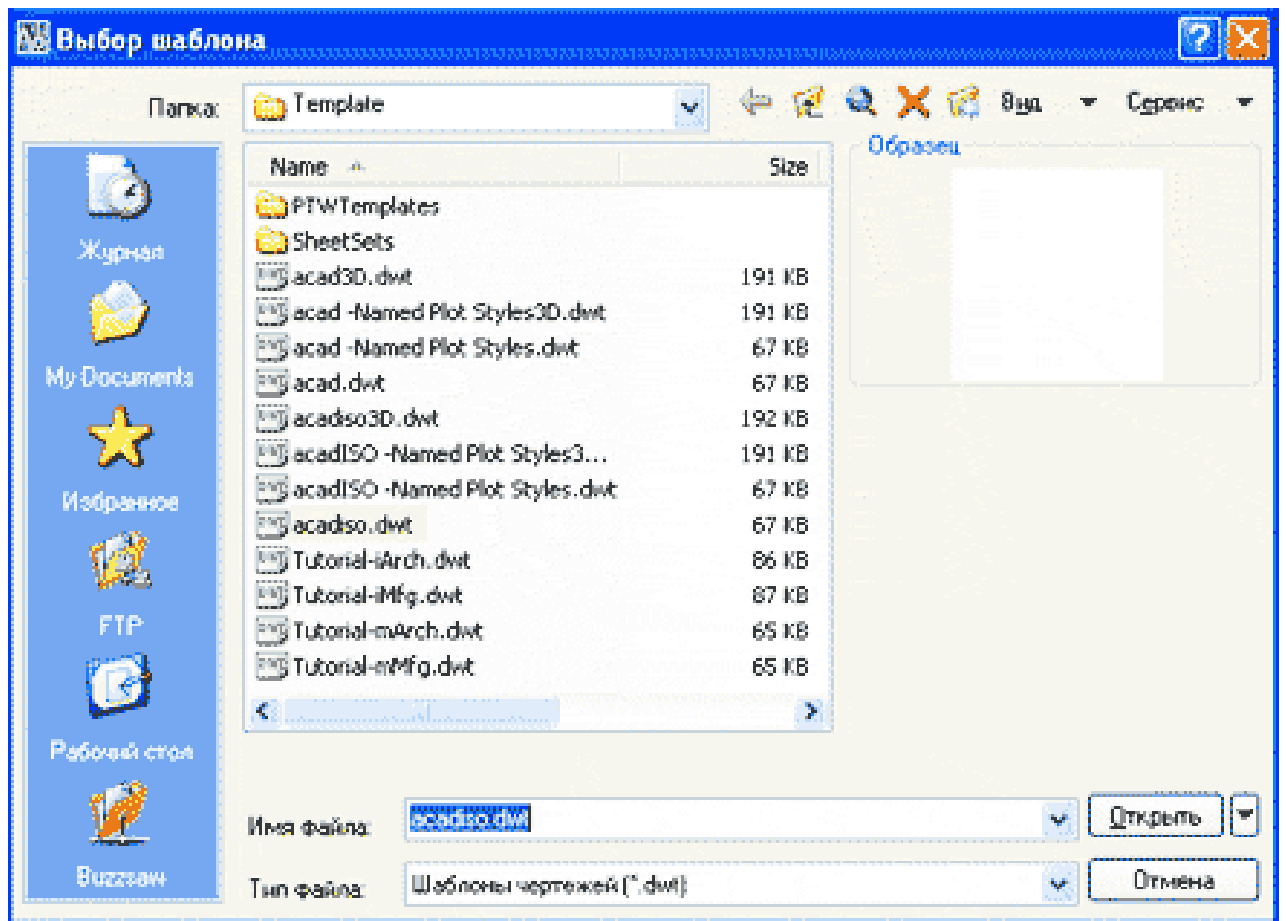 Выбор шаблона
Папка: Template Вид Сервис
Журнал
My Documents
Избранное
FTP
Рабочий стол
Buzzsaw
Name Size
PTWTemplates
SheetSets
acad3D.dwt 191 KB
acad -Named Plot Styles3D.dwt 191 KB
acad -Named Plot Styles.dwt 67 KB
acad.dwt 67 KB
acadiso3D.dwt 192 KB
acadISO -Named Plot Styles3... 191 KB
acadISO -Named Plot Styles.dwt 67 KB
acadiso.dwt 67 KB
Tutorial-iArch.dwt 86 KB
Tutorial-iMfg.dwt 87 KB
Tutorial-mArch.dwt 65 KB
Tutorial-mMfg.dwt 65 KB
Образец
Имя файла: acadiso.dwt Открыть
Тип файла: Шаблоны чертежей (*.dwt) Отмена